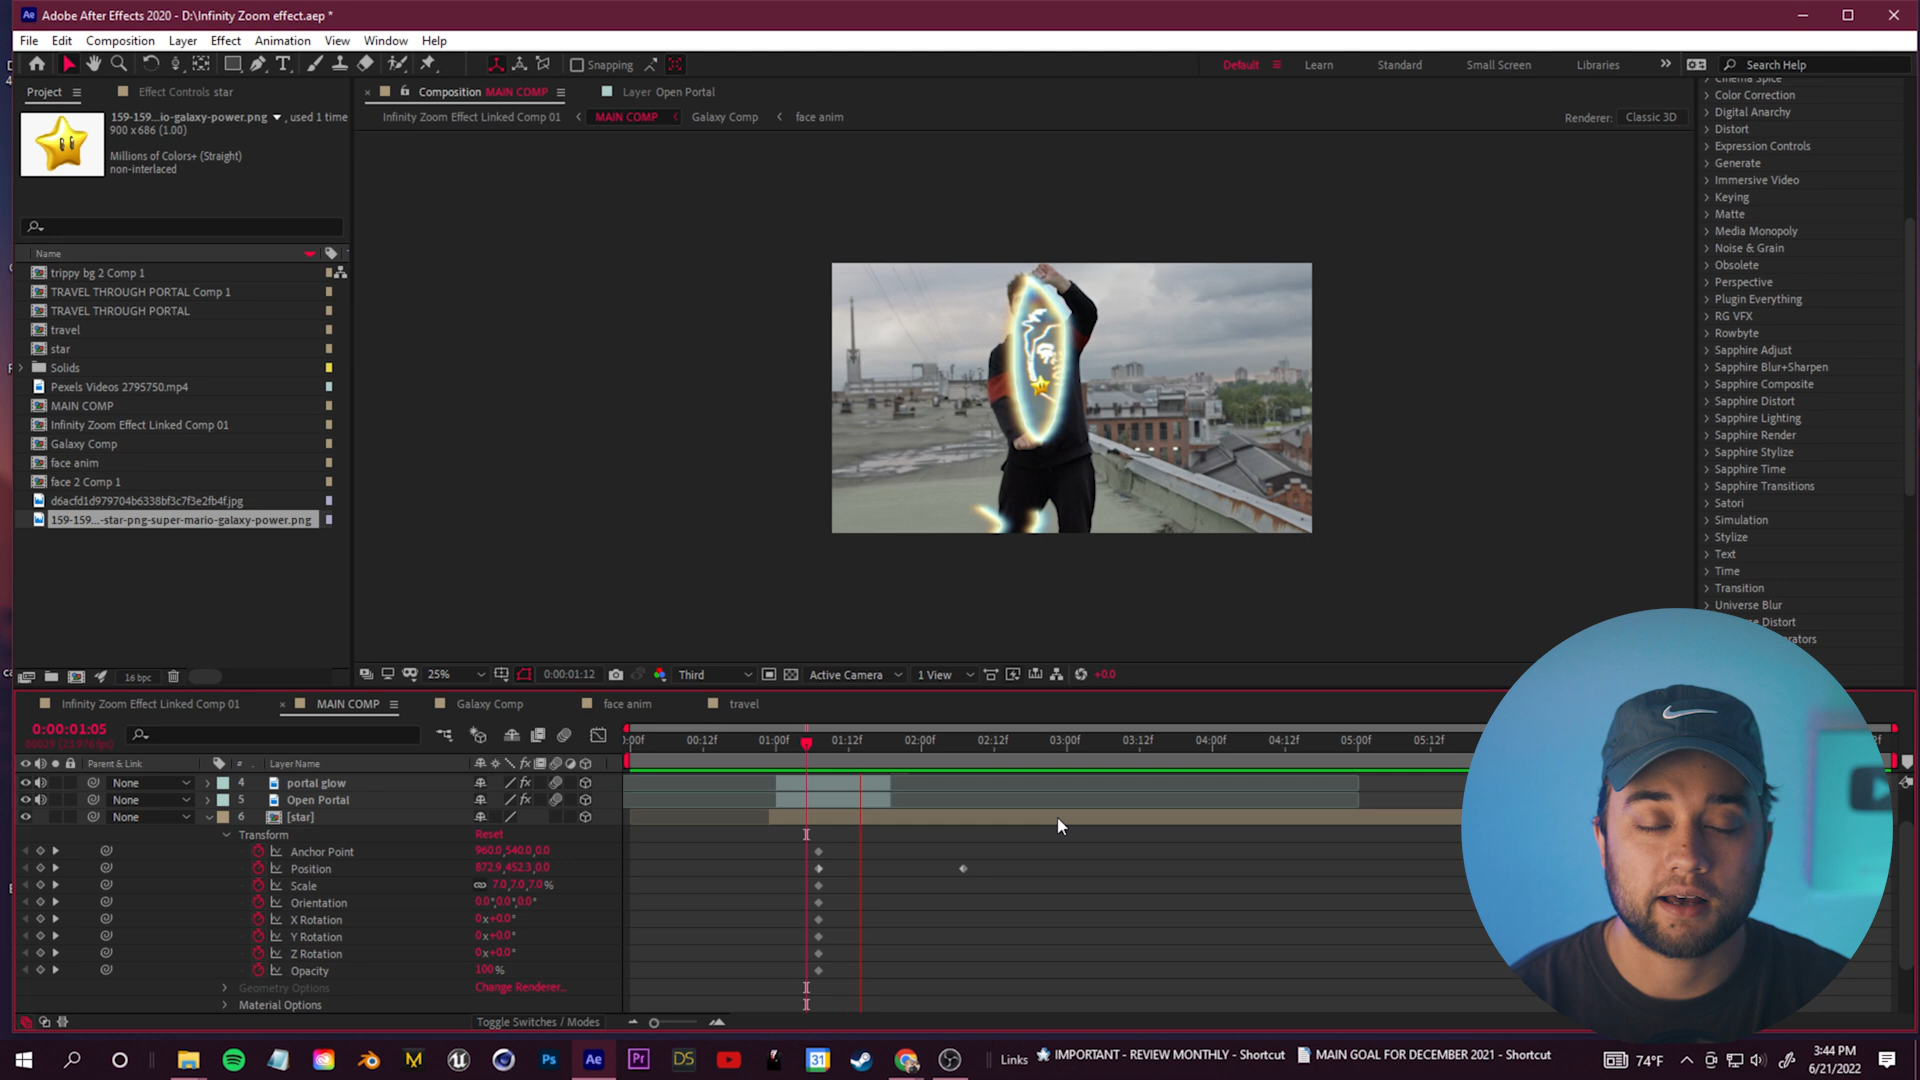 Adobe After Effects 2020 - D:\Infinity Zoom effect.aep *
File Edit Composition Layer Effect Animation View Window Help
Snapping Default Learn Standard Small Screen Libraries Search Help
Project Effect Controls star
159-159...io-galaxy-power.png , used 1 time
900 x 686 (1.00)
Millions of Colors+ (Straight)
non-interlaced
Name
trippy bg 2 Comp 1
TRAVEL THROUGH PORTAL Comp 1
TRAVEL THROUGH PORTAL
travel
star
Solids
Pexels Videos 2795750.mp4
MAIN COMP
Infinity Zoom Effect Linked Comp 01
Galaxy Comp
face anim
face 2 Comp 1
d6acfd1d979704b6338bf3c7f3e2fb4f.jpg
159-159...-star-png-super-mario-galaxy-power.png
16 bpc
Composition MAIN COMP Layer Open Portal
Infinity Zoom Effect Linked Comp 01 MAIN COMP Galaxy Comp face anim Renderer: Classic 3D
25% 0:00:01:12 Third Active Camera 1 View +0.0
Cinema Spice
Color Correction
Digital Anarchy
Distort
Expression Controls
Generate
Immersive Video
Keying
Matte
Media Monopoly
Noise & Grain
Obsolete
Perspective
Plugin Everything
RG VFX
Rowbyte
Sapphire Adjust
Sapphire Blur+Sharpen
Sapphire Composite
Sapphire Distort
Sapphire Lighting
Sapphire Render
Sapphire Stylize
Sapphire Time
Sapphire Transitions
Satori
Simulation
Stylize
Text
Time
Transition
Universe Blur
Distort
Infinity Zoom Effect Linked Comp 01 MAIN COMP Galaxy Comp face anim travel
0:00:01:05
00029 (23.976 fps)
:00f 00:12f 01:00f 01:12f 02:00f 02:12f 03:00f 03:12f 04:00f 04:12f 05:00f 05:12f
Parent & Link # Layer Name
None 4 portal glow
None 5 Open Portal
None 6 [star]
Transform Reset
Anchor Point 960.0,540.0,0.0
Position 872.9,452.3,0.0
Scale 7.0,7.0,7.0%
Orientation 0.0°,0.0°,0.0°
X Rotation 0x+0.0°
Y Rotation 0x+0.0°
Z Rotation 0x+0.0°
Opacity 100%
Geometry Options Change Renderer...
Material Options
Toggle Switches / Modes
Links IMPORTANT - REVIEW MONTHLY - Shortcut MAIN GOAL FOR DECEMBER 2021 - Shortcut 74°F
3:44 PM
6/21/2022